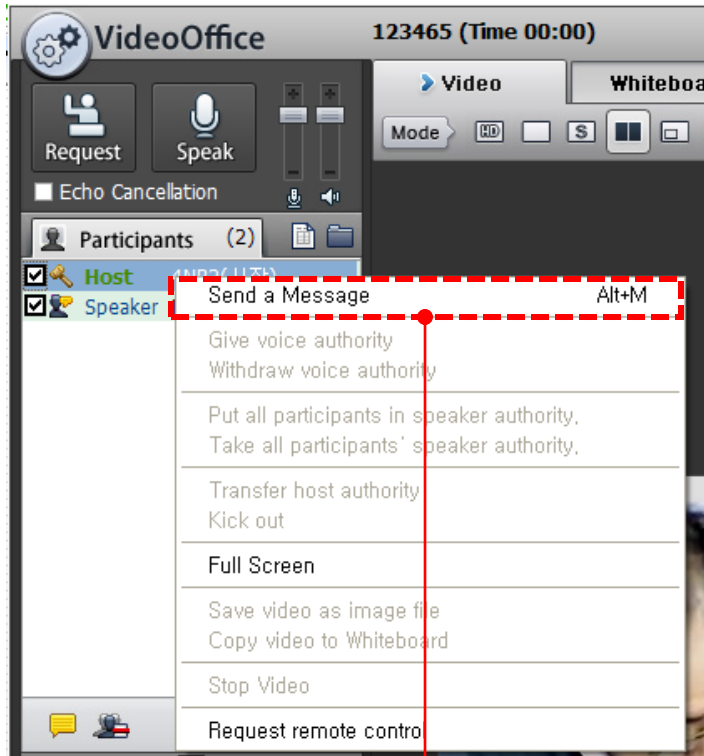 VideoOffice
123465 (Time 00:00)
Video
Whiteboa
Request
Speak
Mode
HD
S
Echo Cancellation
Participants (2)
Host
Speaker
Send a Message Alt+M
Give voice authority
Withdraw voice authority
Put all participants in speaker authority,
Take all participants' speaker authority,
Transfer host authority
Kick out
Full Screen
Save video as image file
Copy video to Whiteboard
Stop Video
Request remote control